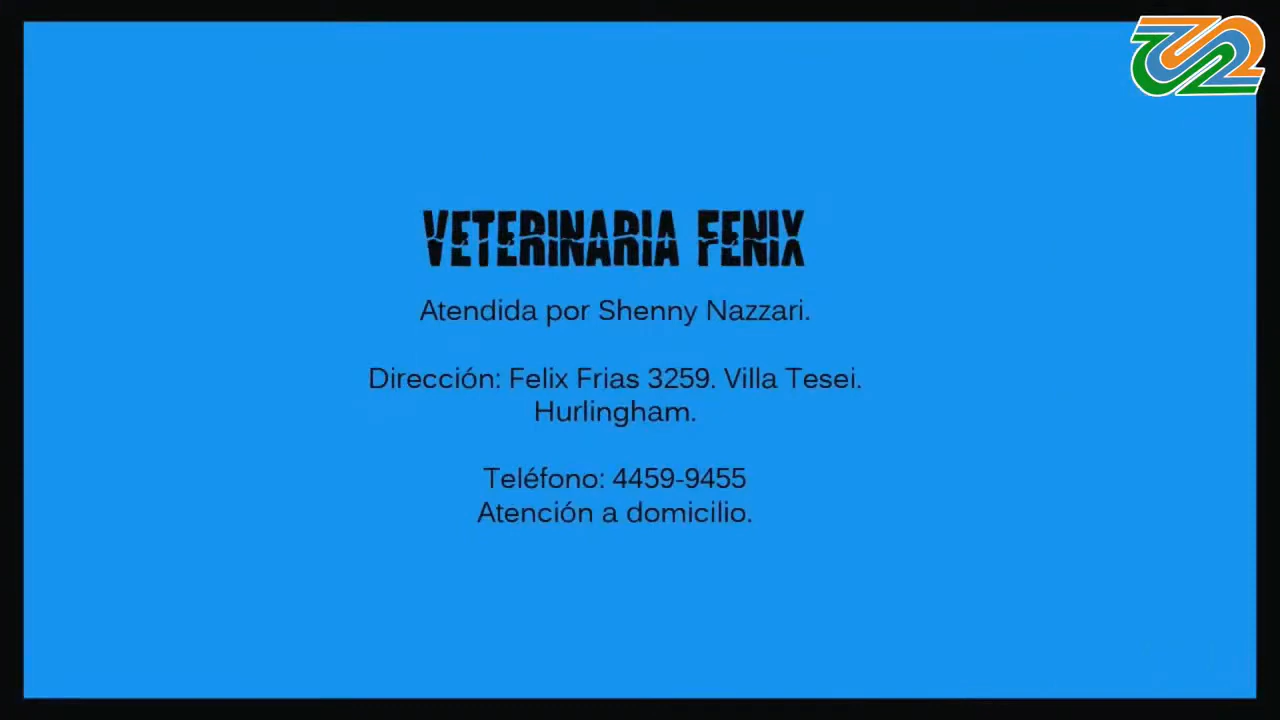 VETERINARIA FENIX
Atendida por Shenny Nazzari.
Dirección: Felix Frias 3259. Villa Tesei.
Hurlingham.
Teléfono: 4459-9455
Atención a domicilio.